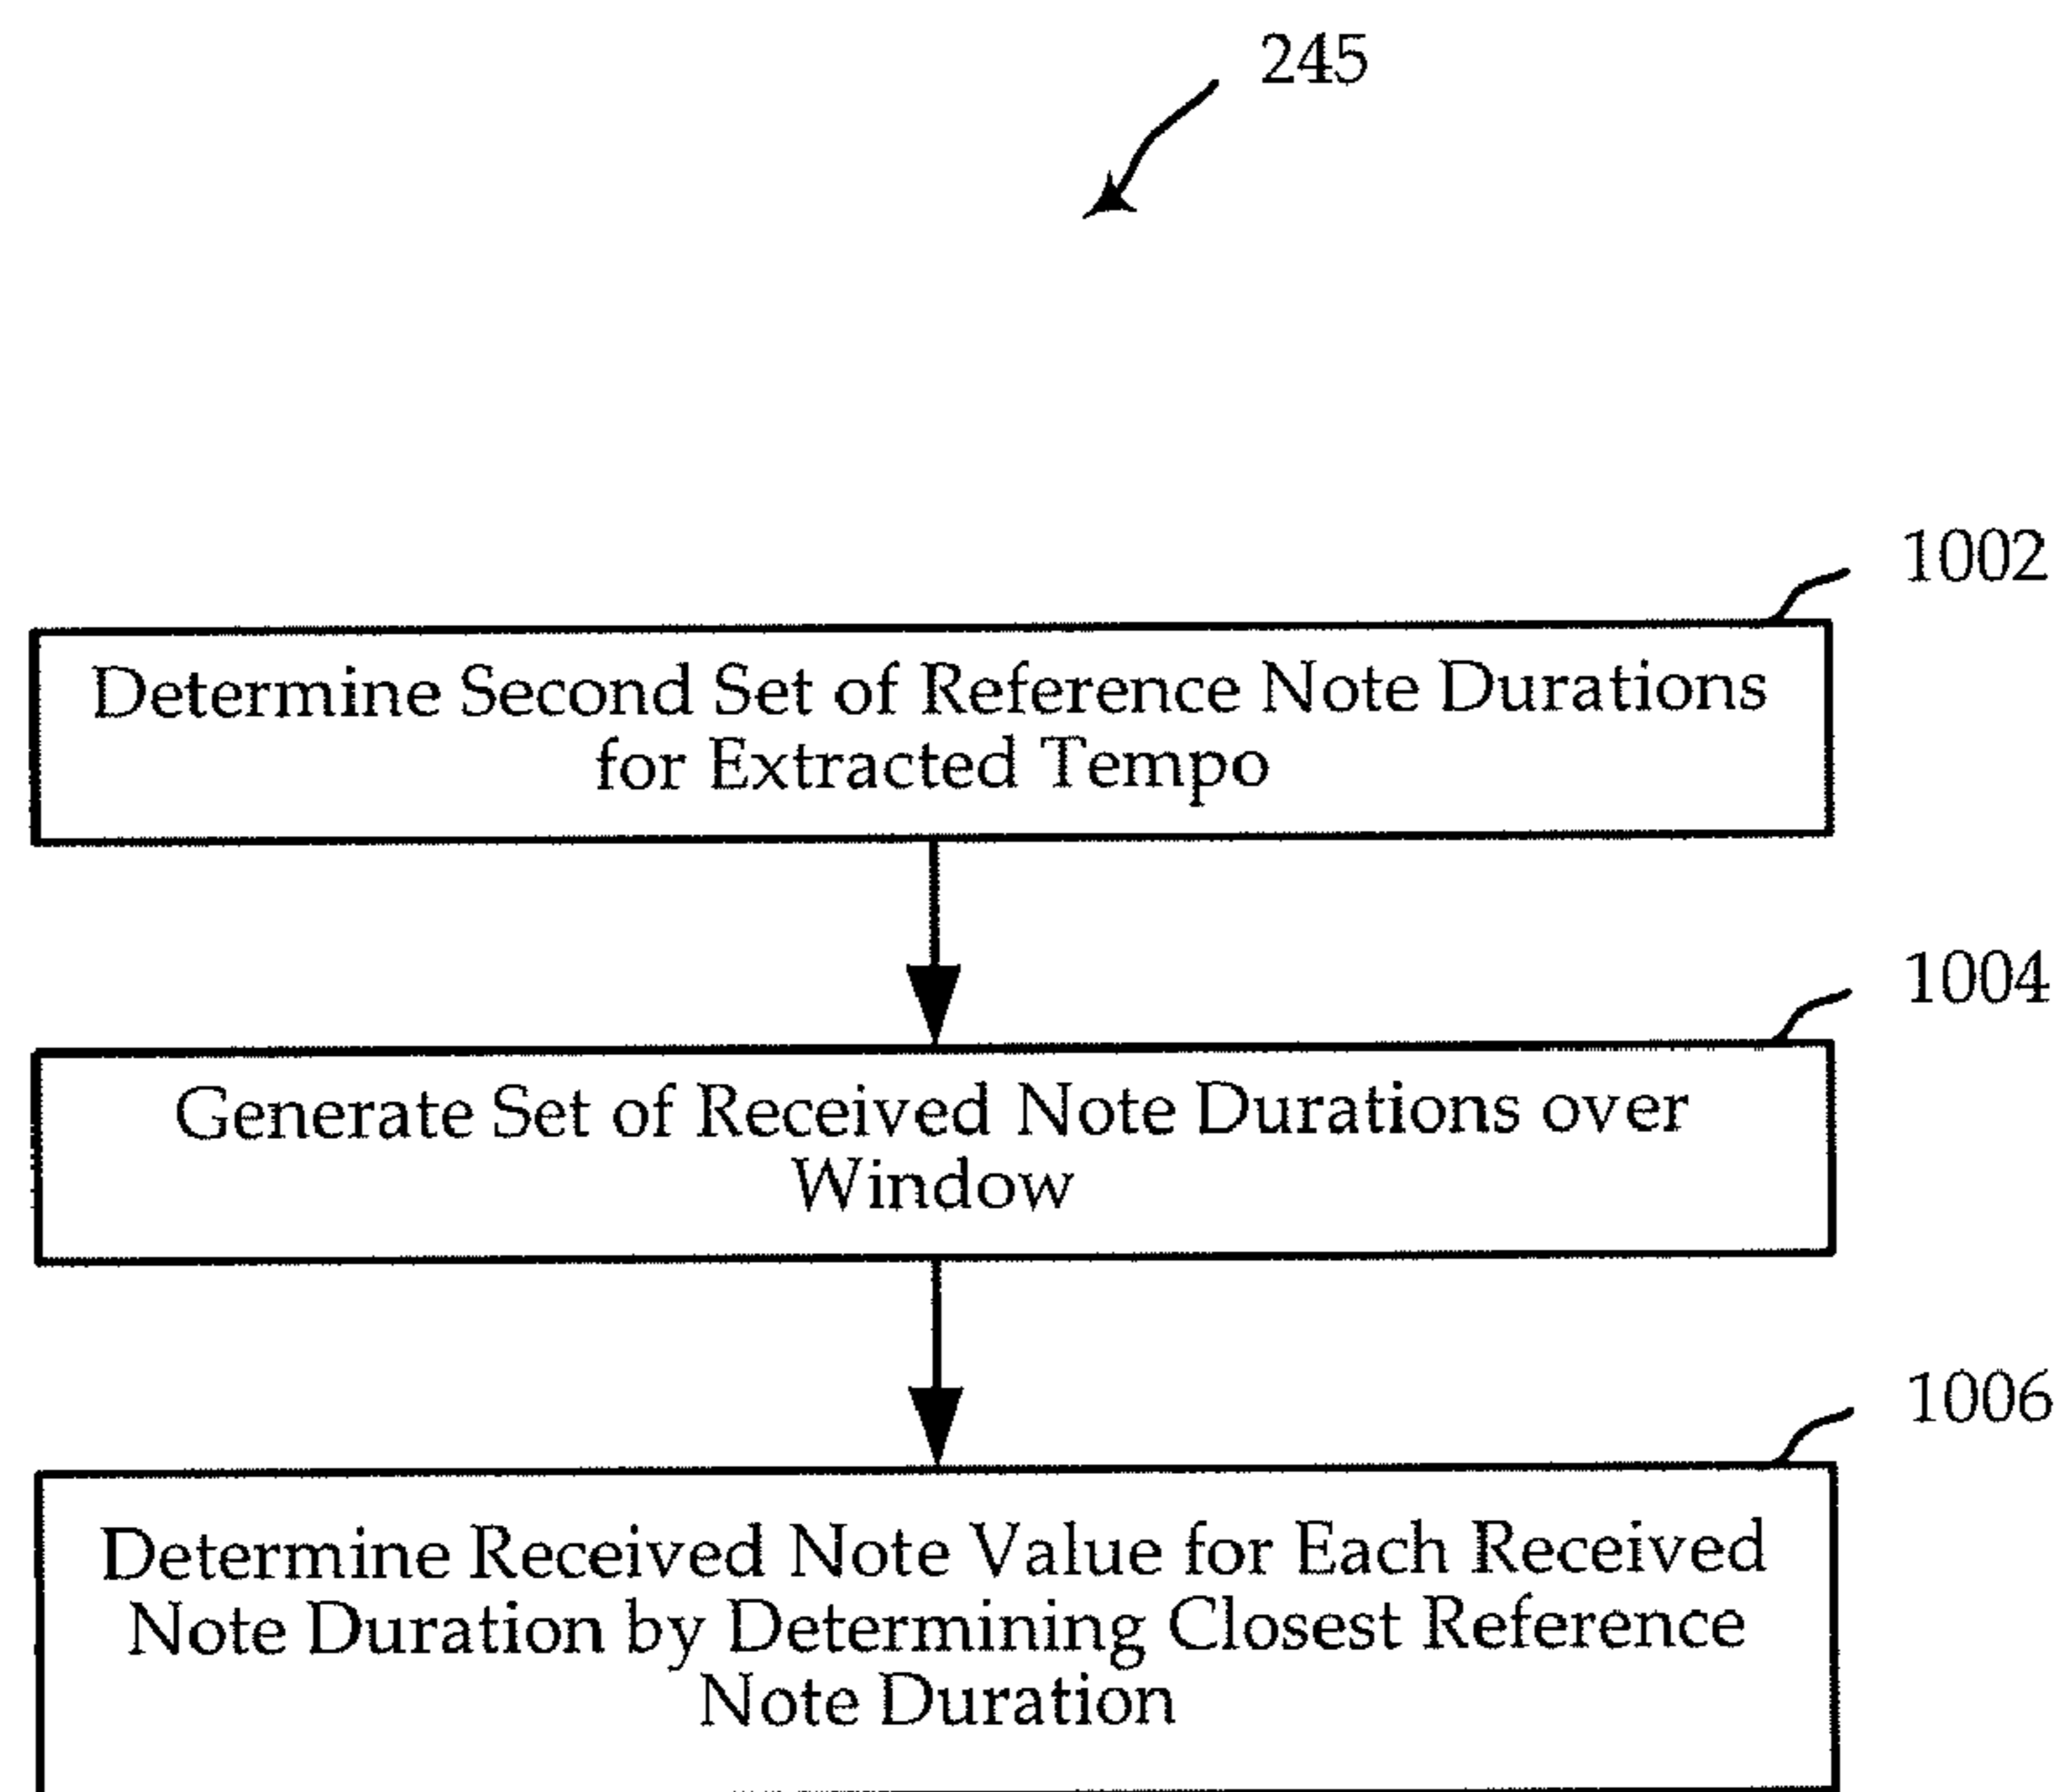 245
1002
Determine Second Set of Reference Note Durations
for Extracted Tempo
1004
Generate Set of Received Note Durations over
Window
1006
Determine Received Note Value for Each Received
Note Duration by Determining Closest Reference
Note Duration